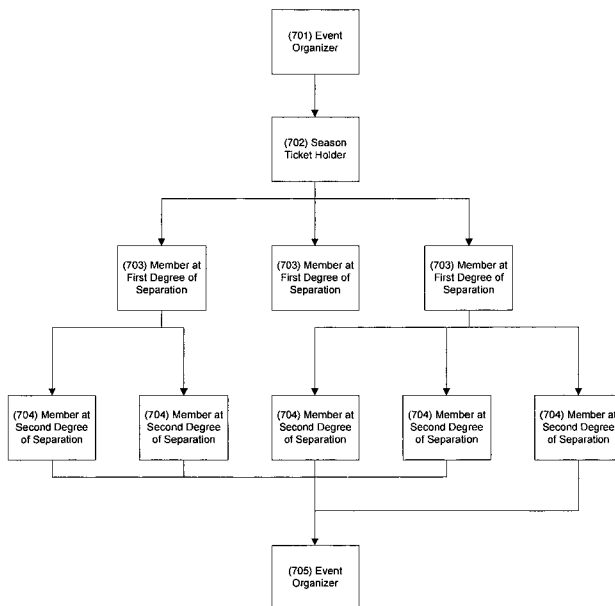 (701) Event
Organizer
(702) Season
Ticket Holder
(703) Member at
First Degree of
Separation
(703) Member at
First Degree of
Separation
(703) Member at
First Degree of
Separation
(704) Member at
Second Degree
of Separation
(704) Member at
Second Degree
of Separation
(704) Member at
Second Degree
of Separation
(704) Member at
Second Degree
of Separation
(704) Member at
Second Degree
of Separation
(705) Event
Organizer